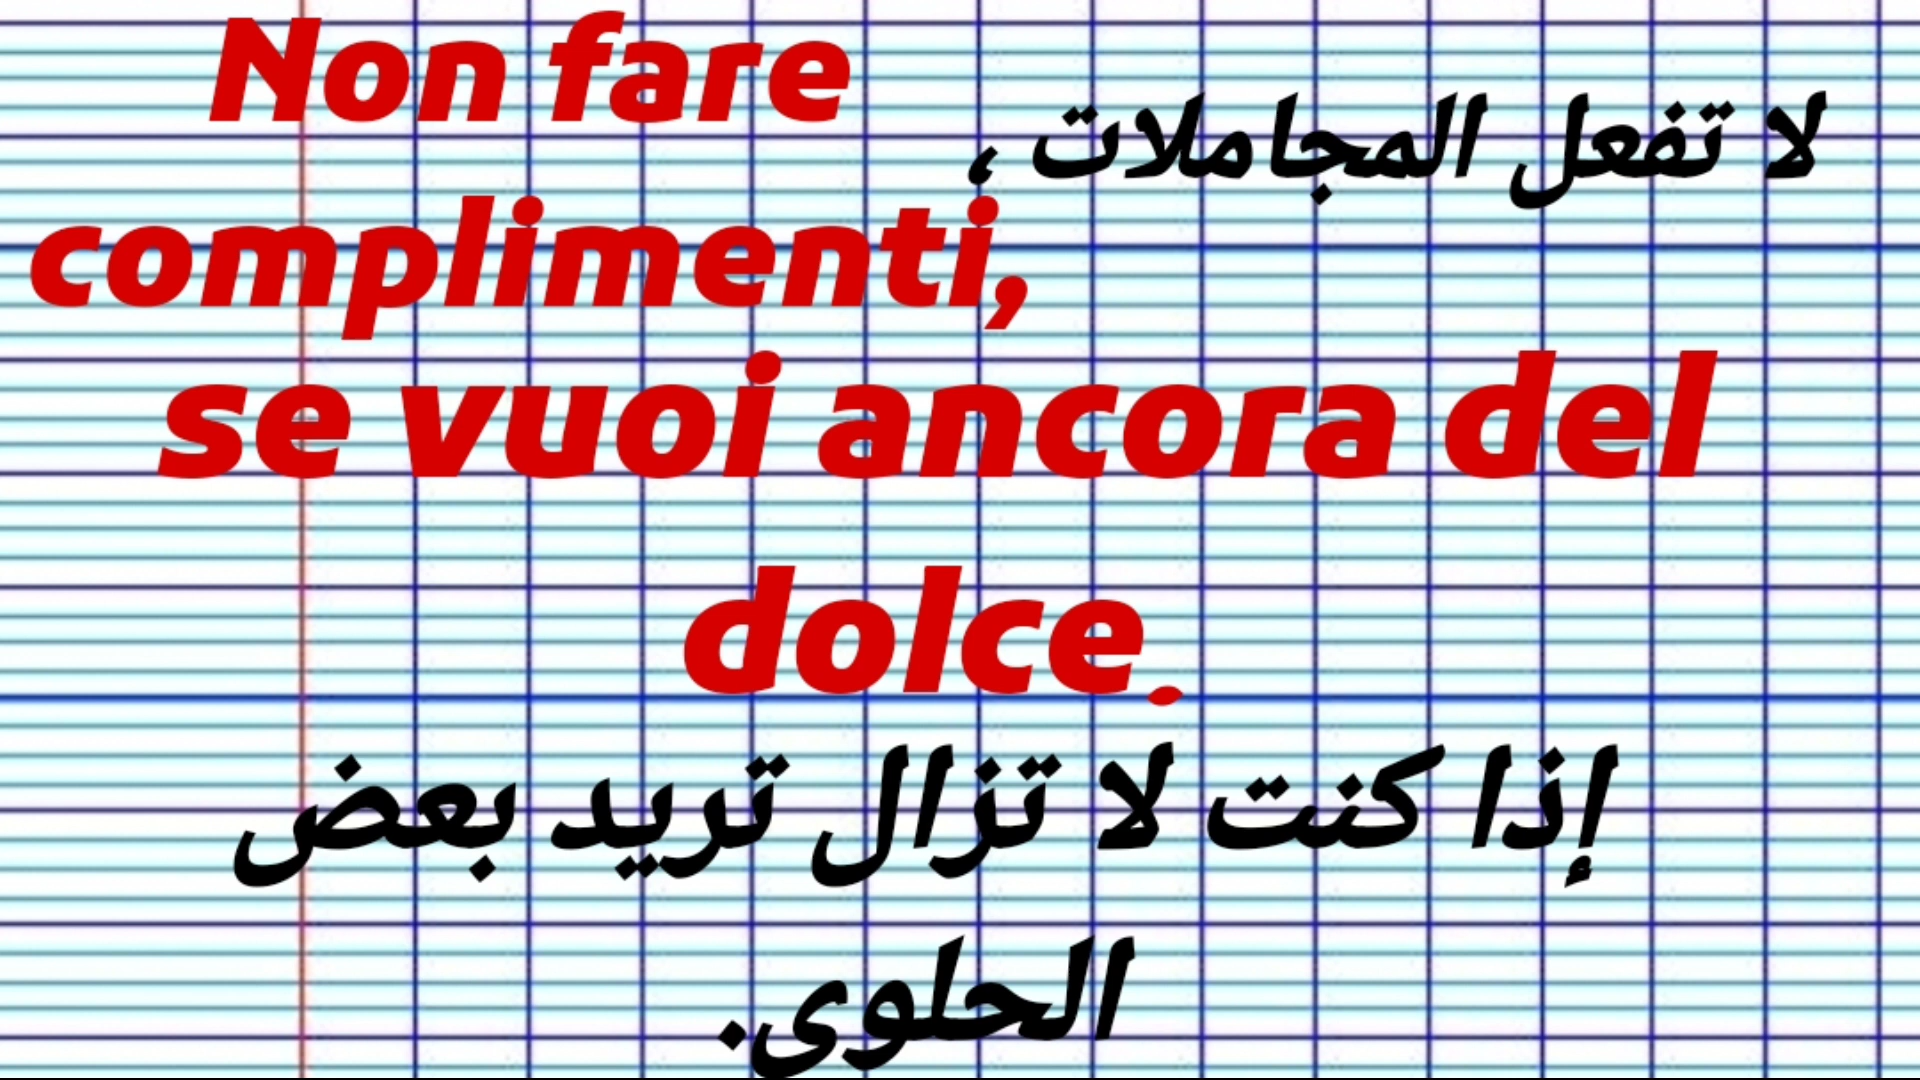 Non fare
لا تفعل المجاملات ،
complimenti,
se vuoi ancora del
dolce.
إذا كنت لا تزال تريد بعض
الحلوى.